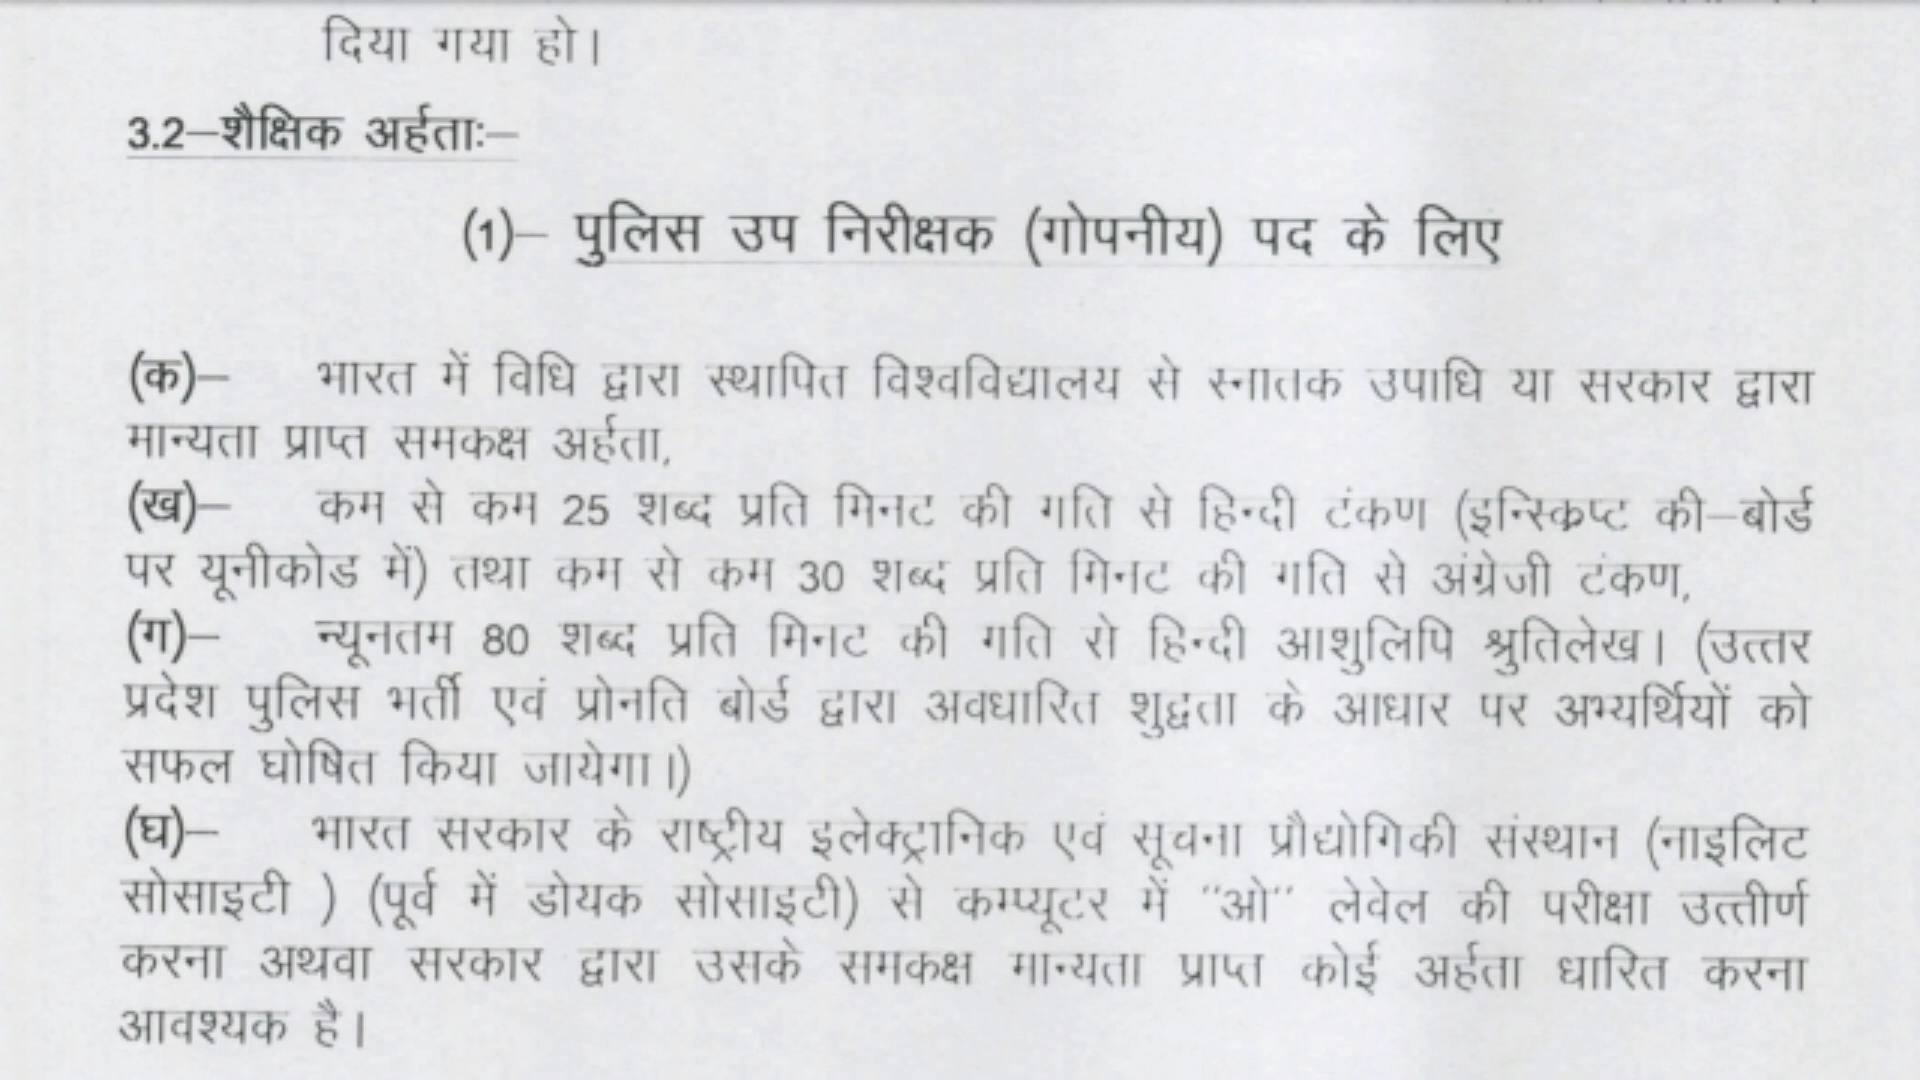 दिया गया हो।
3.2–शैक्षिक अर्हताः–
(1)– पुलिस उप निरीक्षक (गोपनीय) पद के लिए
(क)– भारत में विधि द्वारा स्थापित विश्वविद्यालय से स्नातक उपाधि या सरकार द्वारा
मान्यता प्राप्त समकक्ष अर्हता,
(ख)– कम से कम 25 शब्द प्रति मिनट की गति से हिन्दी टंकण (इन्स्क्रिप्ट की–बोर्ड
पर यूनीकोड में) तथा कम से कम 30 शब्द प्रति मिनट की गति से अंग्रेजी टंकण,
(ग)– न्यूनतम 80 शब्द प्रति मिनट की गति से हिन्दी आशुलिपि श्रुतिलेख। (उत्तर
प्रदेश पुलिस भर्ती एवं प्रोनति बोर्ड द्वारा अवधारित शुद्धता के आधार पर अभ्यर्थियों को
सफल घोषित किया जायेगा।)
(घ)– भारत सरकार के राष्ट्रीय इलेक्ट्रानिक एवं सूचना प्रौद्योगिकी संस्थान (नाइलिट
सोसाइटी ) (पूर्व में डोयक सोसाइटी) से कम्प्यूटर में "ओ" लेवेल की परीक्षा उत्तीर्ण
करना अथवा सरकार द्वारा उसके समकक्ष मान्यता प्राप्त कोई अर्हता धारित करना
आवश्यक है।